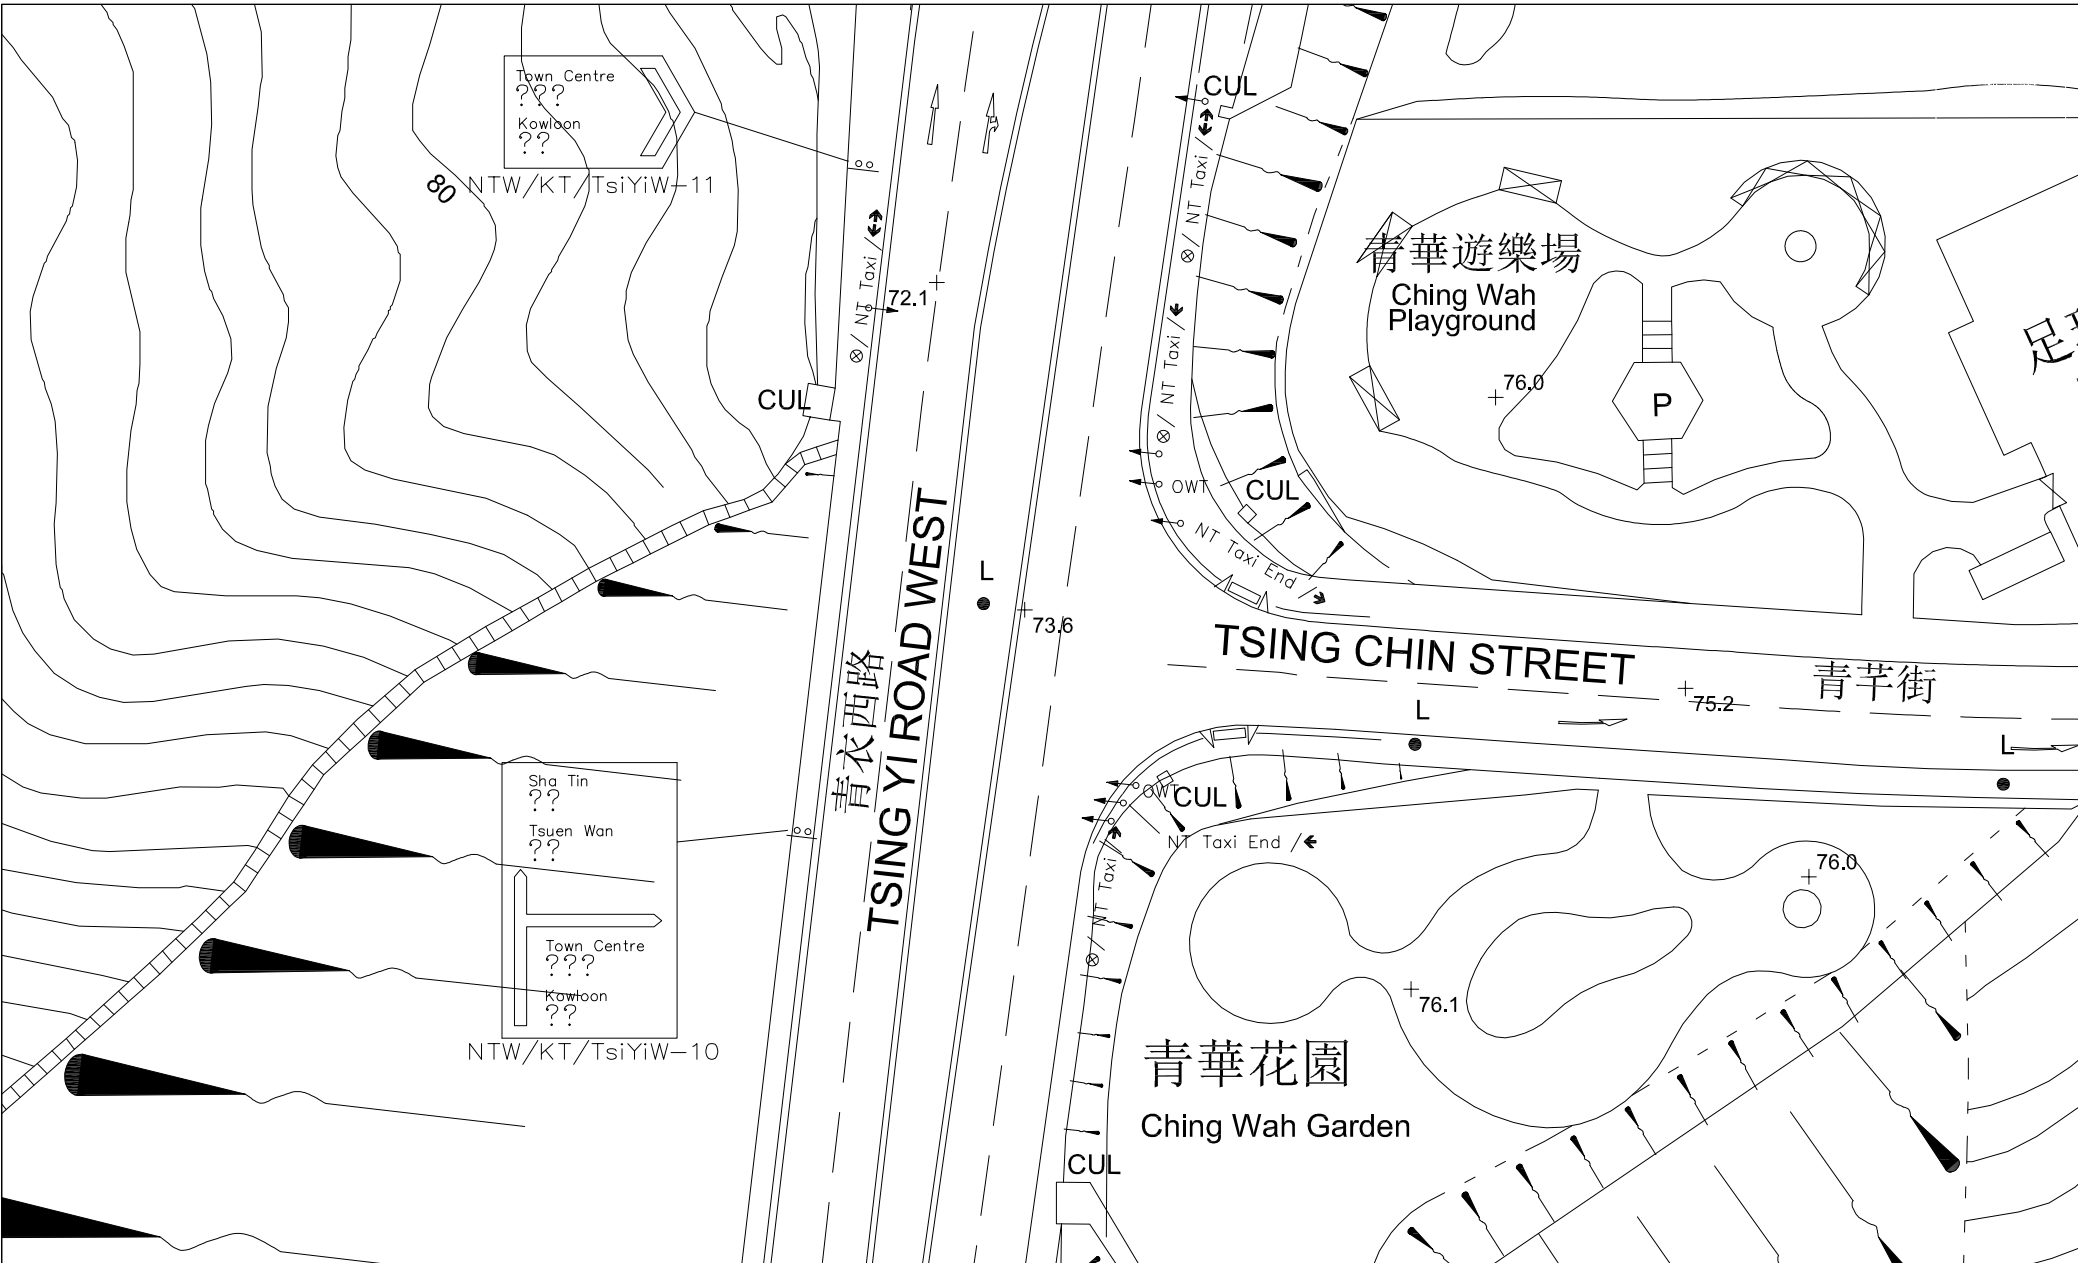 Town Centre
???
Kowloon
??
NTW/KT/TsiYiW-11
80
CUL
⊗/ NT Taxi /
72.1
CUL
⊗/ NT Taxi /
⊗/ NT Taxi /
OWT
CUL
NT Taxi End /
青華遊樂場
Ching Wah
Playground
76.0
P
L
73.6
青衣西路
TSING YI ROAD WEST
TSING CHIN STREET
青芊街
75.2
L
L
Sha Tin
??
Tsuen Wan
??
Town Centre
???
Kowloon
??
NTW/KT/TsiYiW-10
OWT
CUL
NT Taxi End /
⊗/ NT Taxi
76.0
76.1
青華花園
Ching Wah Garden
CUL
足